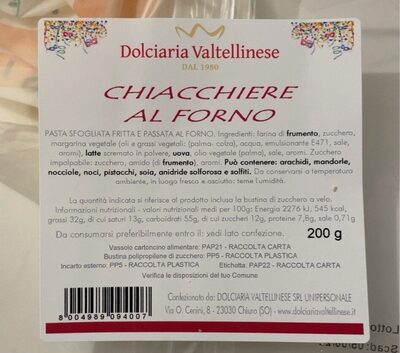 Dolciaria Valtellinese
DAL 1980
CHIACCHIERE
AL FORNO
PASTA SFOGLIATA FRITTA E PASSATA AL FORNO. Ingredienti: farina di frumento, zucchero,
margarina vegetale (oli e grassi vegetali: (palma- colza), acqua, emulsionante E471, sale,
aromi), latte scremato in polvere, uova, olio vegetale (palma), sale, aromi. Zucchero
impalpabile: zucchero, amido (di frumento), aromi. Può contenere: arachidi, mandorle,
nocciole, noci, pistacchi, soia, anidride solforosa e solfiti. Da conservarsi a temperatura
ambiente, in luogo fresco e asciutto: teme l'umidità.
La quantità indicata si riferisce al prodotto inclusa la bustina di zucchero a velo.
Informazioni nutrizionali - valori nutrizionali medi per 100g: Energia 2276 kJ, 545 kcal,
grassi 32g, di cui saturi 13g, carboidrati 55g, di cui zuccheri 12g, proteine 7,8g, sale 0,71g
Da consumarsi preferibilmente entro il: vedi lato confezione. 200 g
Vassoio cartoncino alimentare: PAP21 - RACCOLTA CARTA
Bustina polipropilene di zucchero: PP5 - RACCOLTA PLASTICA
Incarto esterno: PP5 - RACCOLTA PLASTICA Etichetta: PAP22 - RACCOLTA CARTA
Verifica le disposizioni del tuo Comune
8 004989 094007
Confezionato da: DOLCIARIA VALTELLINESE SRL UNIPERSONALE
Via O. Cenini, 8 - 23030 Chiuro (SO) - www.dolciariavaltellinese.it
Lotto
Scad: